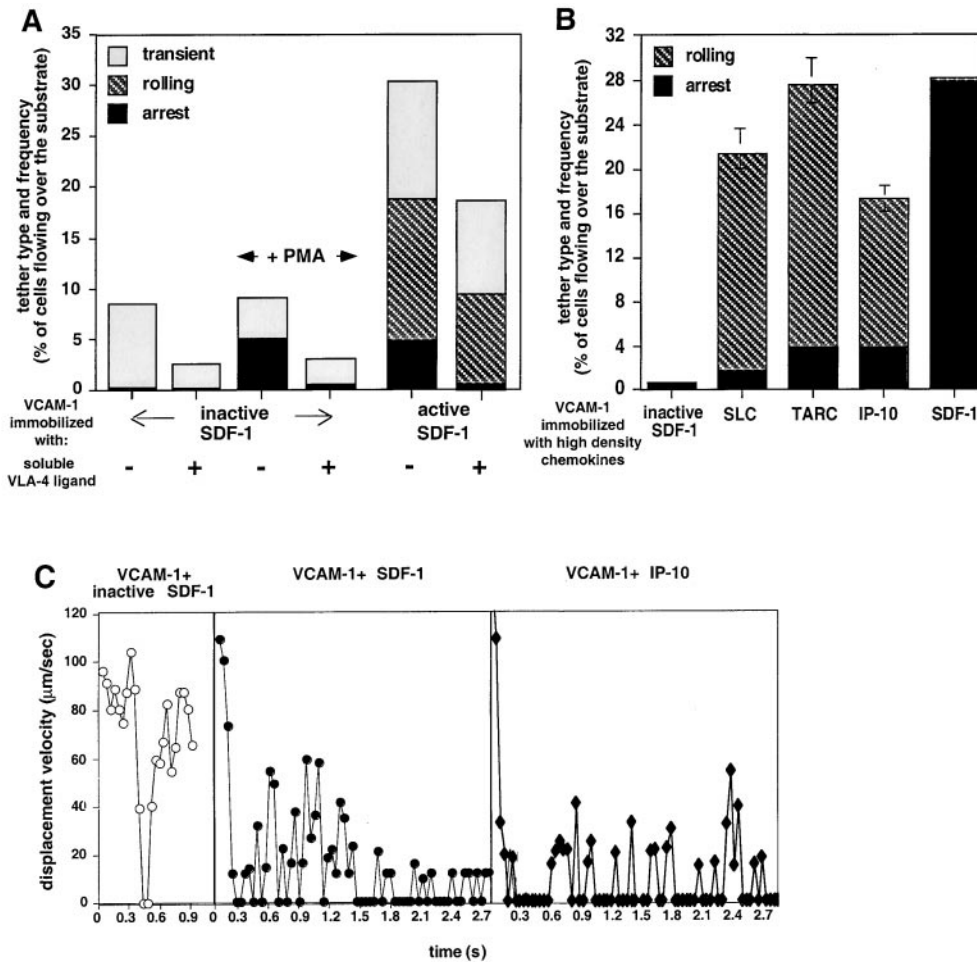 A
tether type and frequency
(% of cells flowing over the substrate)
35
30
25
20
15
10
5
0
transient
rolling
arrest
+ PMA
VCAM-1
immobilized
with:
inactive
SDF-1
active
SDF-1
soluble
VLA-4 ligand
- + - + - +
B
tether type and frequency
(% of cells flowing over the substrate)
32
28
24
20
16
12
8
4
0
rolling
arrest
VCAM-1
immobilized
with high density
chemokines
inactive
SDF-1
SLC
TARC
IP-10
SDF-1
C
VCAM-1+
inactive SDF-1
VCAM-1+ SDF-1
VCAM-1+ IP-10
displacement velocity (μm/sec)
120
100
80
60
40
20
0
0 0.3 0.6 0.9
0 0.3 0.6 0.9 1.2 1.5 1.8 2.1 2.4 2.7
0.3 0.6 0.9 1.2 1.5 1.8 2.1 2.4 2.7
time (s)